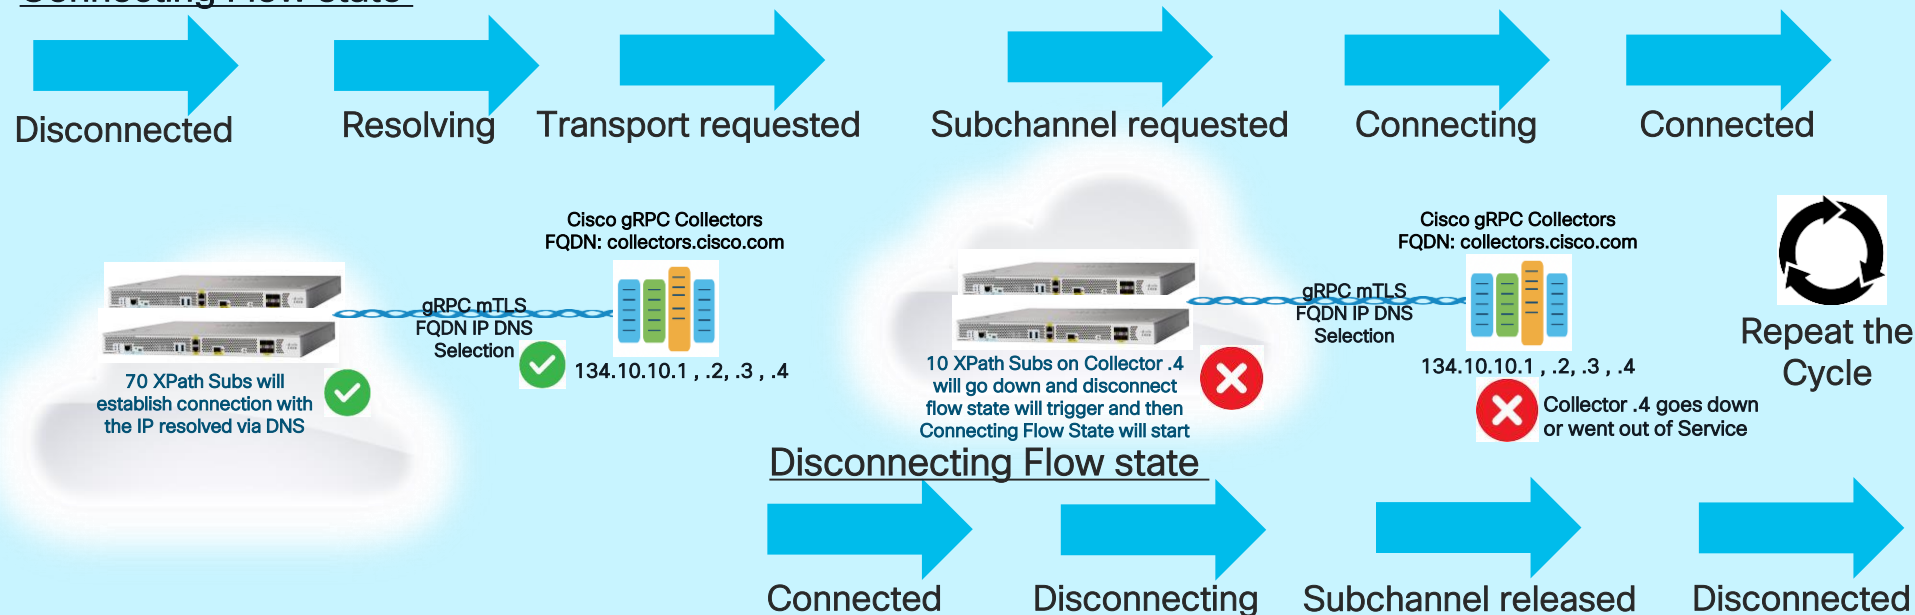 Connecting Flow state
Disconnected
Resolving
Transport requested
Subchannel requested
Connecting
Connected
Cisco gRPC Collectors
FQDN: collectors.cisco.com
gRPC mTLS
FQDN IP DNS
Selection
134.10.10.1 , .2, .3 , .4
70 XPath Subs will
establish connection with
the IP resolved via DNS
Cisco gRPC Collectors
FQDN: collectors.cisco.com
gRPC mTLS
FQDN IP DNS
Selection
134.10.10.1 , .2, .3 , .4
10 XPath Subs on Collector .4
will go down and disconnect
flow state will trigger and then
Connecting Flow State will start
Collector .4 goes down
or went out of Service
Repeat the
Cycle
Disconnecting Flow state
Connected
Disconnecting
Subchannel released
Disconnected